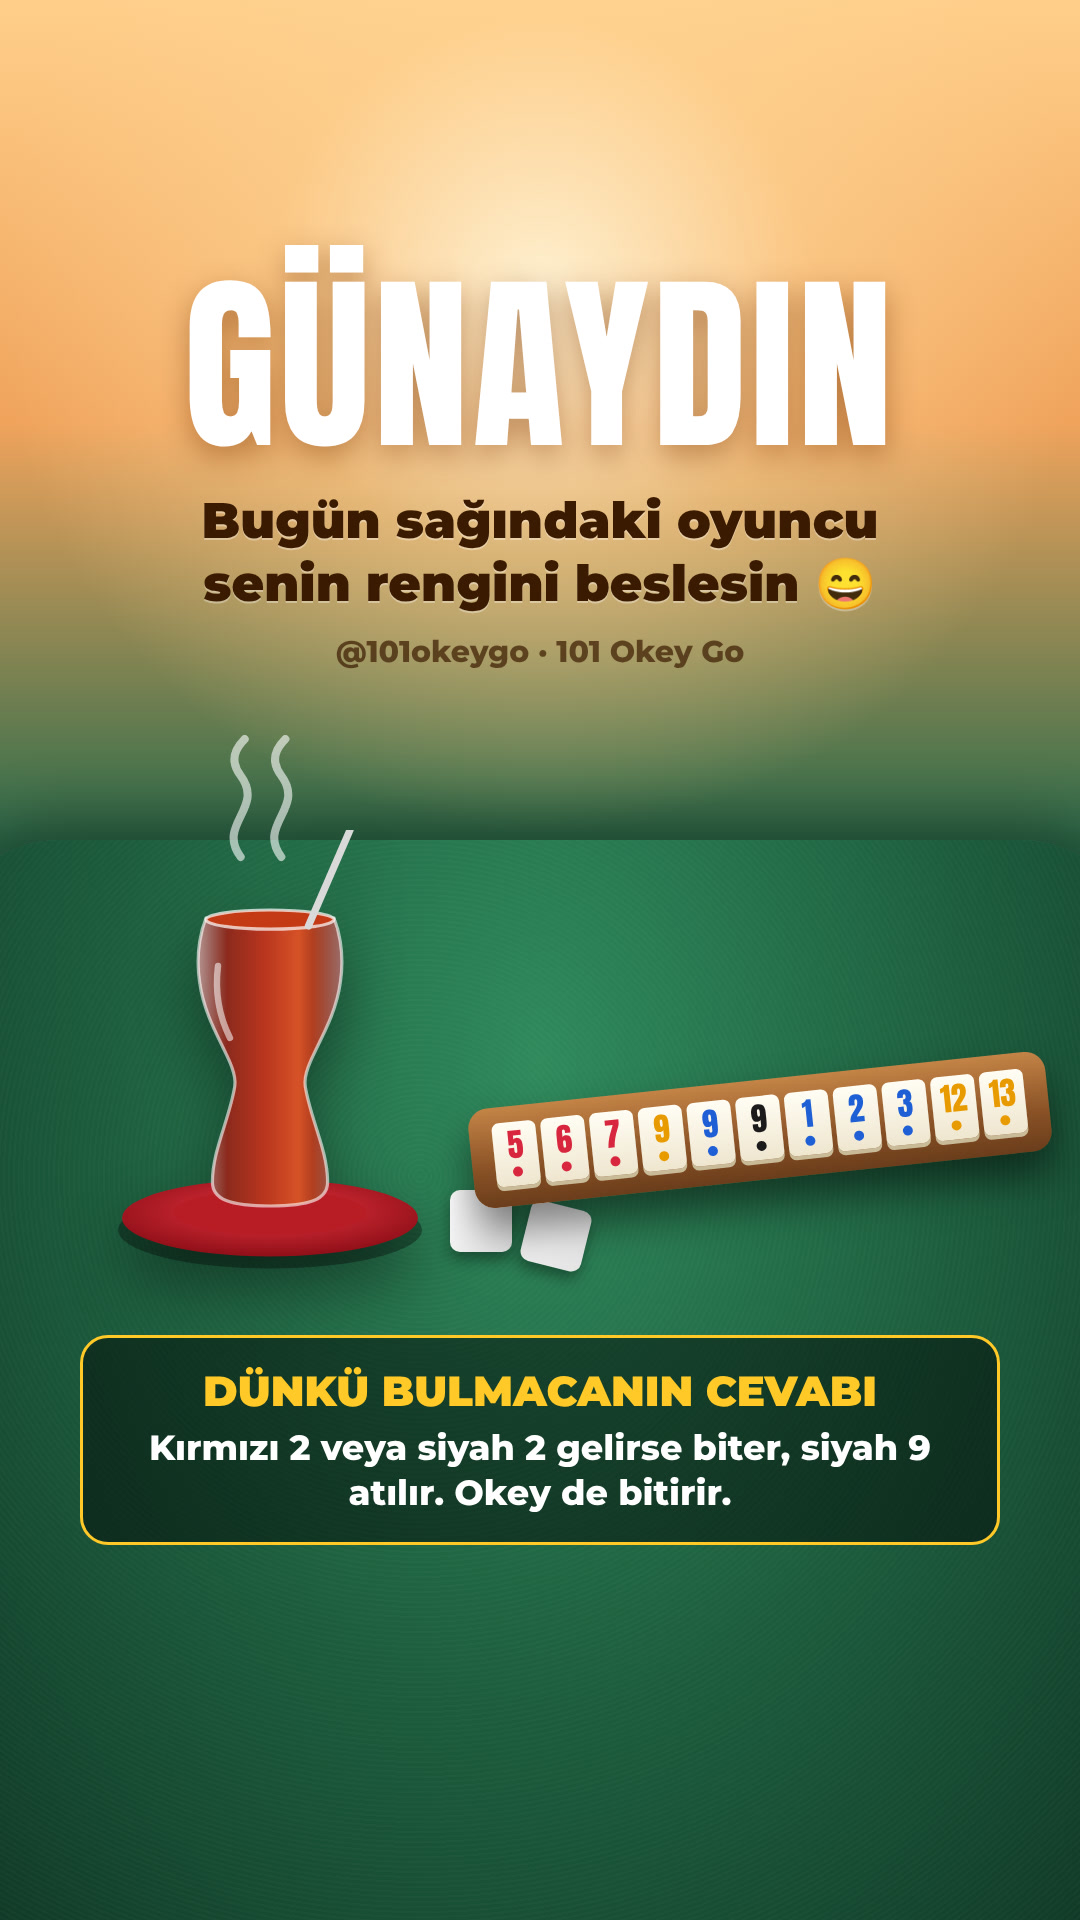 GÜNAYDIN
Bugün sağındaki oyuncu
senin rengini beslesin 😄
@101okeygo · 101 Okey Go
5 6 7 9 9 9 1 2 3 12 13
DÜNKÜ BULMACANIN CEVABI
Kırmızı 2 veya siyah 2 gelirse biter, siyah 9
atılır. Okey de bitirir.